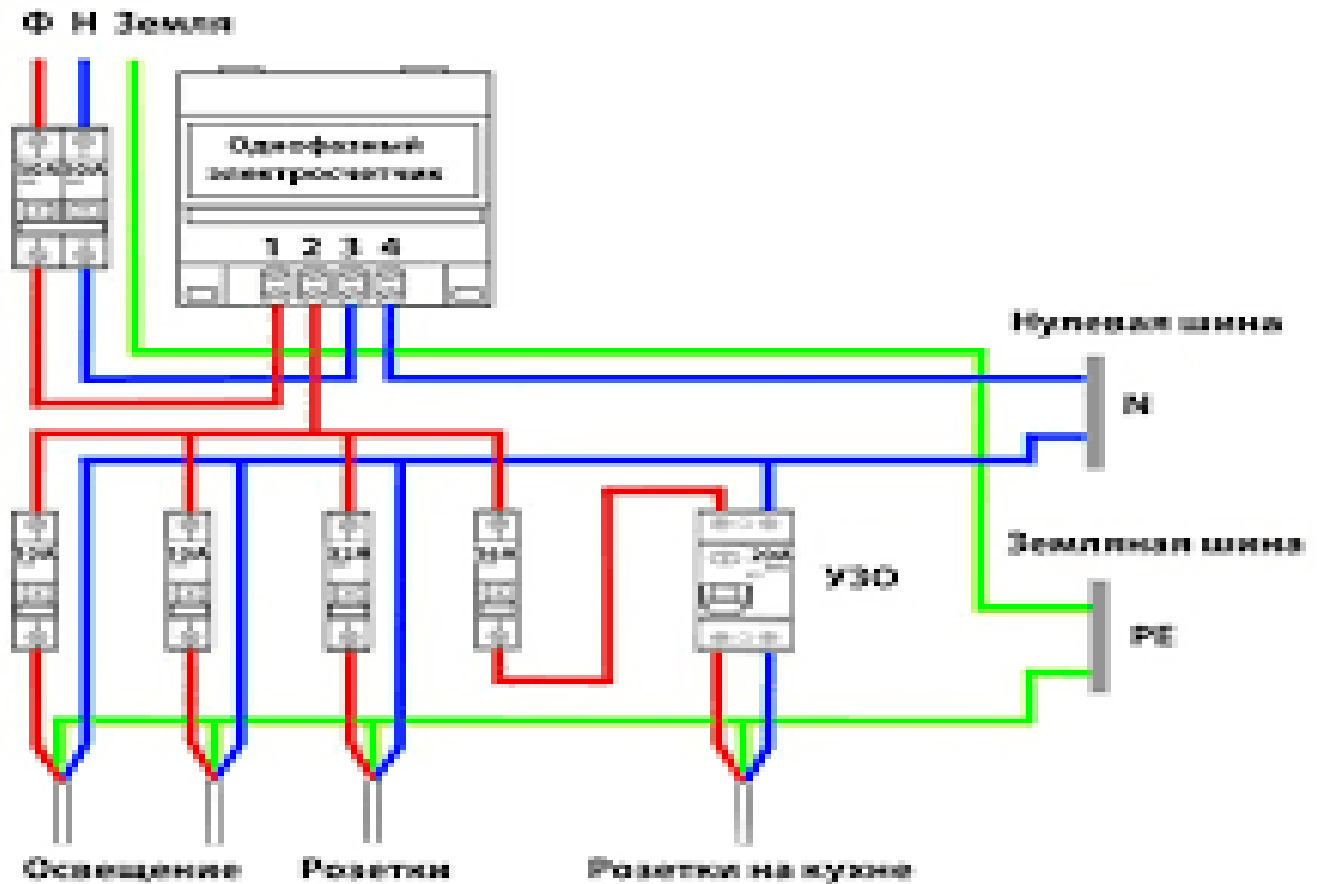 Ф Н Земля
Однофазный
электросчетчик
1 2 3 4
Нулевая шина
N
Земляная шина
УЗО
PE
Освещение Розетки Розетки на кухне